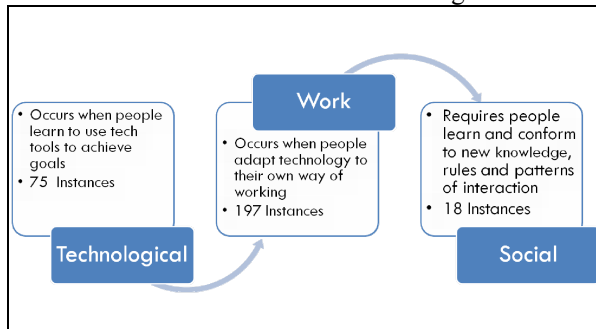 • Occurs when people
learn to use tech
tools to achieve
goals
• 75 Instances
Technological
Work
• Occurs when people
adapt technology to
their own way of
working
• 197 Instances
• Requires people
learn and conform
to new knowledge,
rules and patterns
of interaction
• 18 Instances
Social